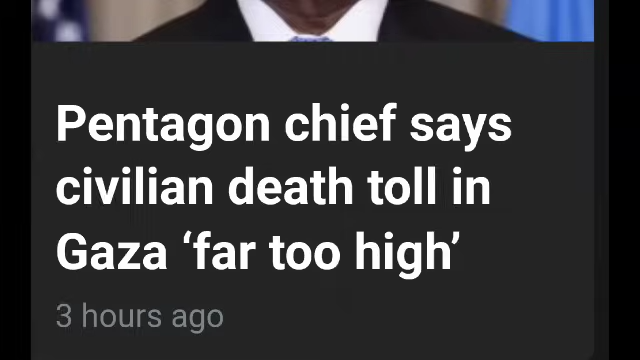 Pentagon chief says
civilian death toll in
Gaza ‘far too high’
3 hours ago